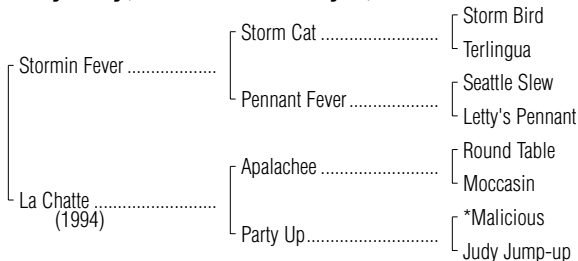 Storm Bird
Storm Cat ........................
Terlingua
Stormin Fever ..................
Seattle Slew
Pennant Fever ..................
Letty's Pennant
Round Table
Apalachee ........................
Moccasin
La Chatte .........................
(1994)
*Malicious
Party Up ...........................
Judy Jump-up